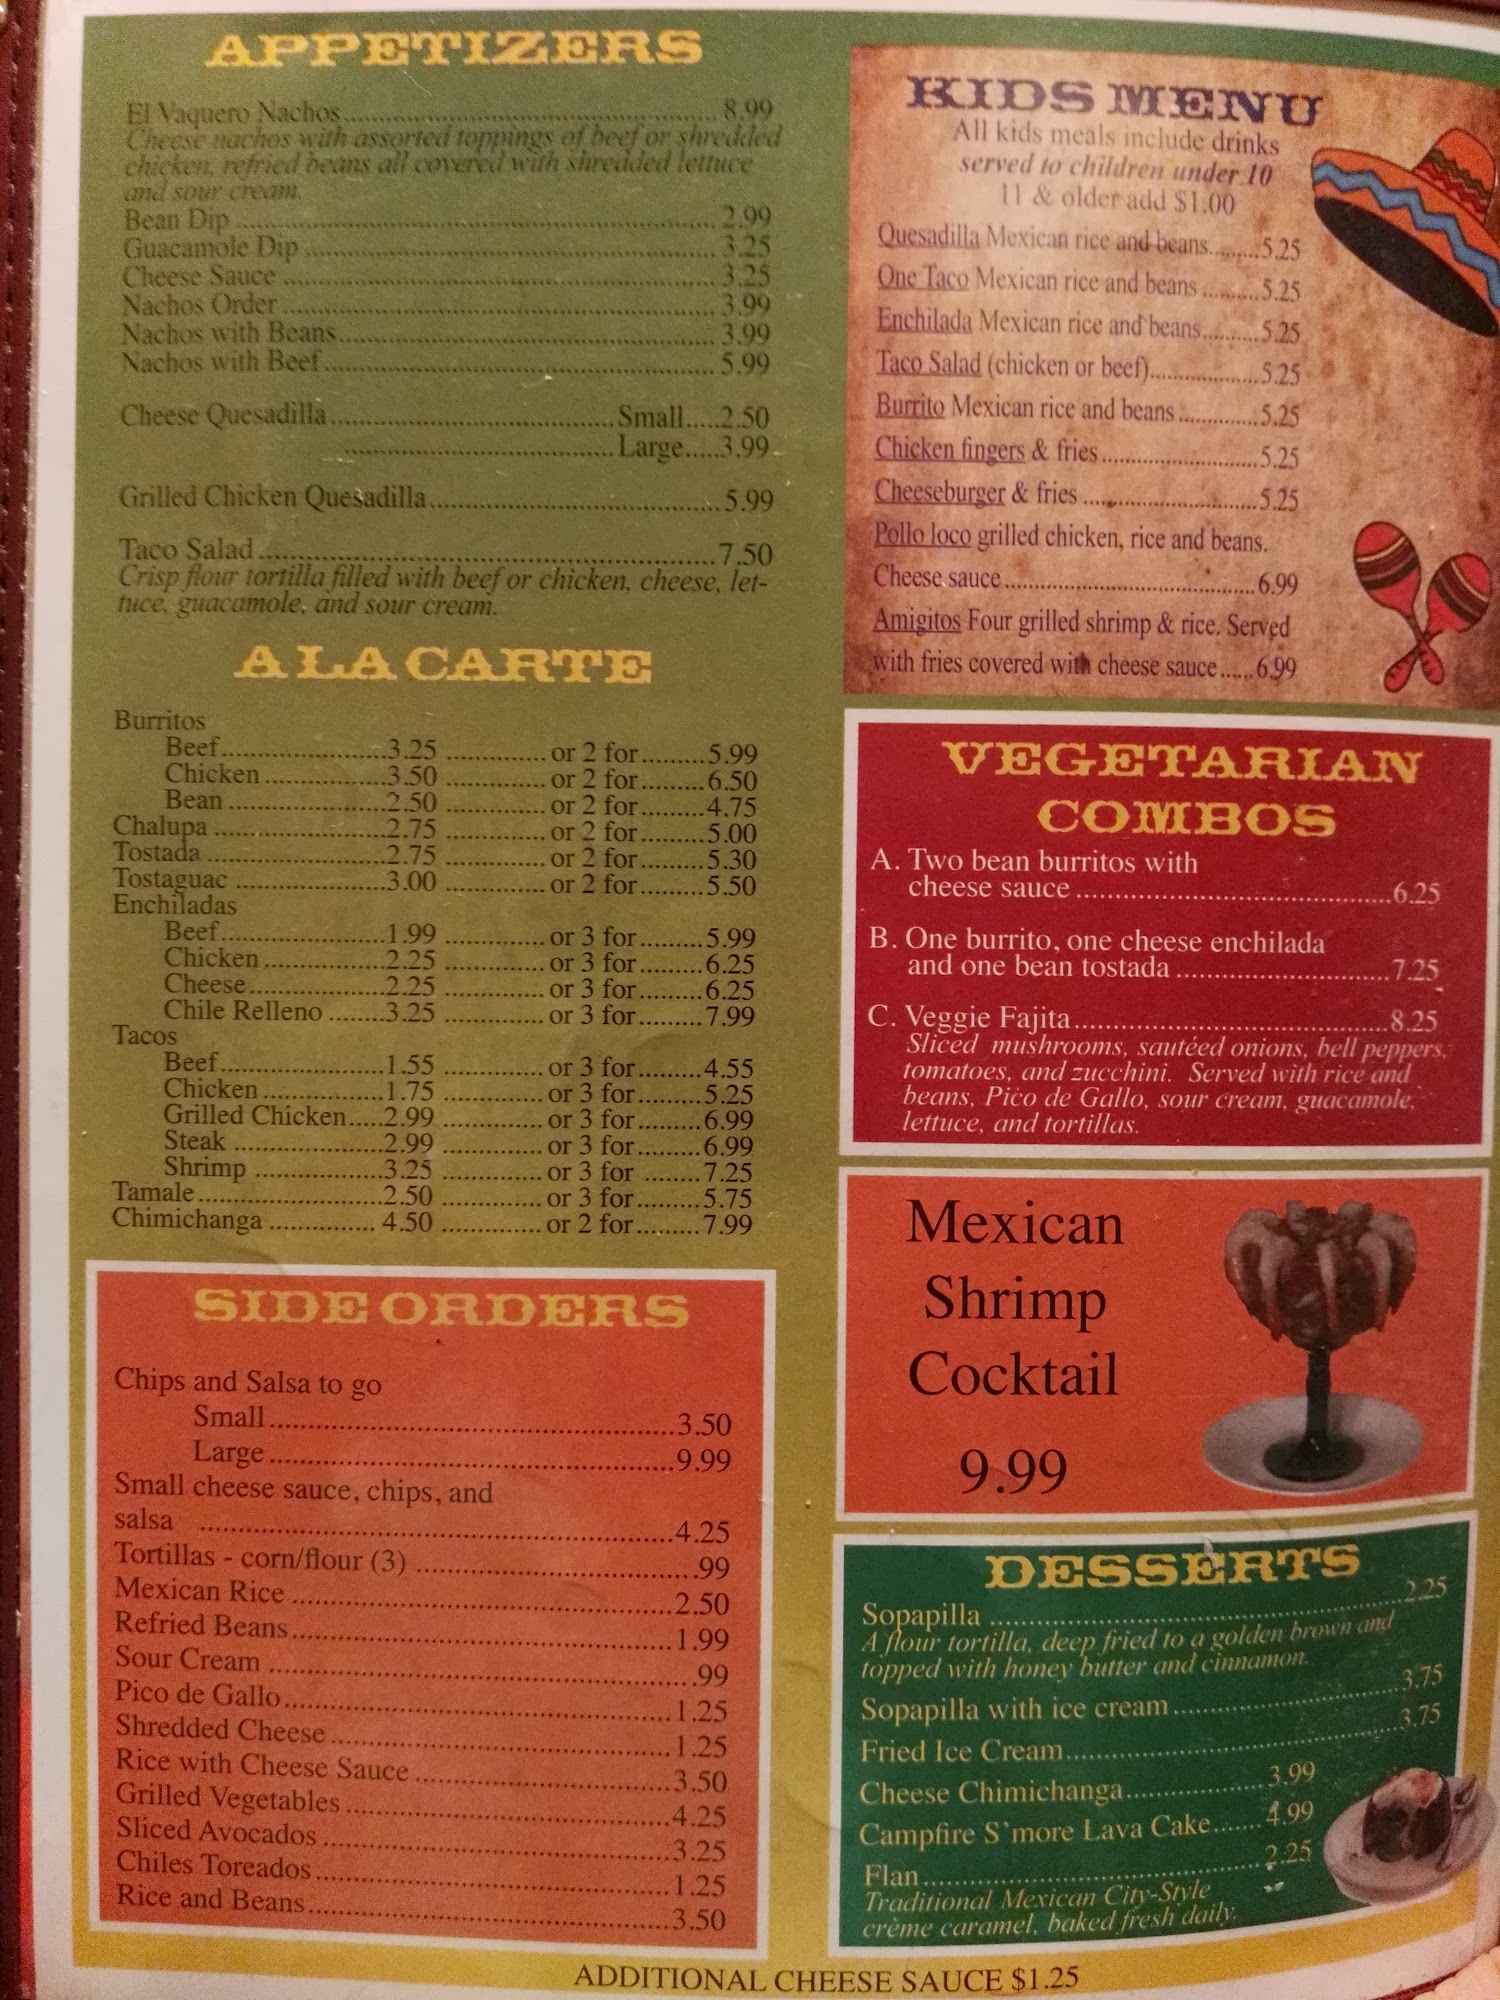 APPETIZERS
El Vaquero Nachos................................................8.99
Cheese nachos with assorted toppings of beef or shredded
chicken, refried beans all covered with shredded lettuce
and sour cream.
Bean Dip ................................................2.99
Guacamole Dip ................................................3.25
Cheese Sauce ................................................3.25
Nachos Order ................................................3.99
Nachos with Beans................................................3.99
Nachos with Beef................................................5.99
Cheese Quesadilla..............................Small.....2.50
..............................Large.....3.99
Grilled Chicken Quesadilla..............................5.99
Taco Salad ................................................7.50
Crisp flour tortilla filled with beef or chicken, cheese, let-
tuce, guacamole, and sour cream.
A LA CARTE
Burritos
Beef......................3.25 ............. or 2 for.........5.99
Chicken ................3.50 ............. or 2 for.........6.50
Bean .....................2.50 ............. or 2 for.........4.75
Chalupa ......................2.75 ............. or 2 for.........5.00
Tostada ........................2.75 ............. or 2 for.........5.30
Tostaguac ....................3.00 ............. or 2 for.........5.50
Enchiladas
Beef......................1.99 ............. or 3 for.........5.99
Chicken ................2.25 ............. or 3 for.........6.25
Cheese..................2.25 ............. or 3 for.........6.25
Chile Relleno ........3.25 ............. or 3 for.........7.99
Tacos
Beef......................1.55 ............. or 3 for.........4.55
Chicken ................1.75 ............. or 3 for.........5.25
Grilled Chicken.....2.99 ............. or 3 for.........6.99
Steak ....................2.99 ............. or 3 for.........6.99
Shrimp .................3.25 ............. or 3 for ........7.25
Tamale.........................2.50 ............. or 3 for.........5.75
Chimichanga .............. 4.50 ............. or 2 for.........7.99
SIDE ORDERS
Chips and Salsa to go
Small..................................................3.50
Large..................................................9.99
Small cheese sauce, chips, and
salsa ..................................................4.25
Tortillas - corn/flour (3) ........................................99
Mexican Rice ..................................................2.50
Refried Beans..................................................1.99
Sour Cream .......................................................99
Pico de Gallo..................................................1.25
Shredded Cheese.............................................1.25
Rice with Cheese Sauce .................................3.50
Grilled Vegetables ..........................................4.25
Sliced Avocados .............................................3.25
Chiles Toreados..............................................1.25
Rice and Beans...............................................3.50
KIDS MENU
All kids meals include drinks
served to children under 10
11 & older add $1.00
Quesadilla Mexican rice and beans.........5.25
One Taco Mexican rice and beans ..........5.25
Enchilada Mexican rice and beans..........5.25
Taco Salad (chicken or beef)...................5.25
Burrito Mexican rice and beans ..............5.25
Chicken fingers & fries...........................5.25
Cheeseburger & fries ..............................5.25
Pollo loco grilled chicken, rice and beans.
Cheese sauce...........................................6.99
Amigitos Four grilled shrimp & rice. Served
with fries covered with cheese sauce......6.99
VEGETARIAN
COMBOS
A. Two bean burritos with
cheese sauce .........................................6.25
B. One burrito, one cheese enchilada
and one bean tostada ............................7.25
C. Veggie Fajita.........................................8.25
Sliced mushrooms, sautéed onions, bell peppers,
tomatoes, and zucchini. Served with rice and
beans, Pico de Gallo, sour cream, guacamole,
lettuce, and tortillas.
Mexican
Shrimp
Cocktail
9.99
DESSERTS
Sopapilla .....................................................2.25
A flour tortilla, deep fried to a golden brown and
topped with honey butter and cinnamon.
Sopapilla with ice cream.............................3.75
Fried Ice Cream...........................................3.75
Cheese Chimichanga..................3.99
Campfire S'more Lava Cake.......4.99
Flan.............................................2.25
Traditional Mexican City-Style
crème caramel, baked fresh daily.
ADDITIONAL CHEESE SAUCE $1.25